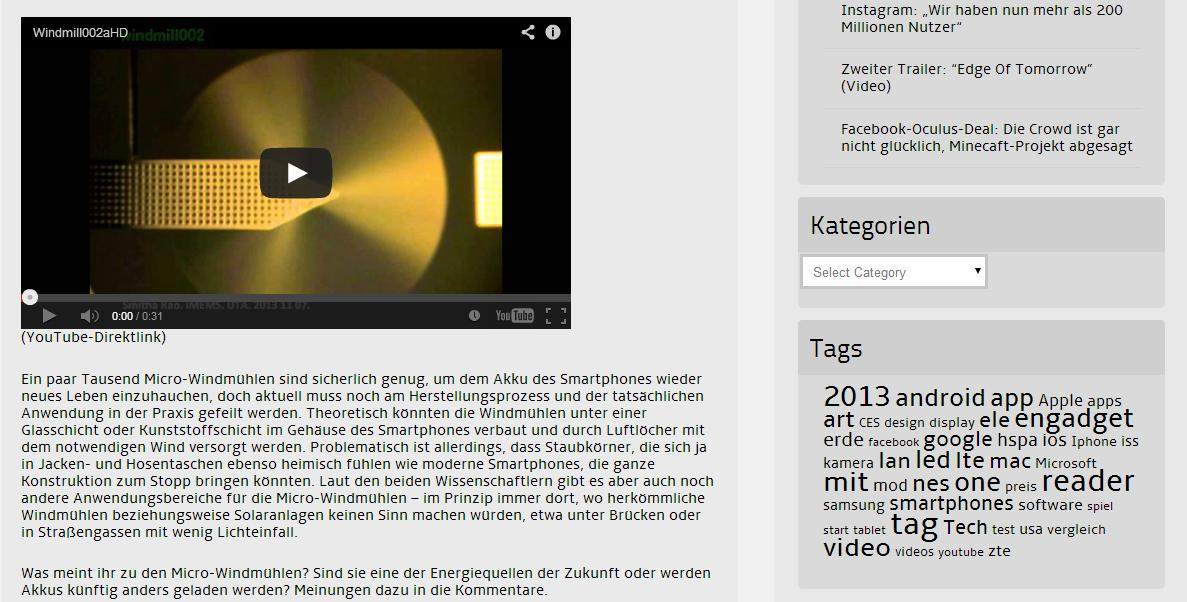 Windmill002aHD
windmill002
Smitha Rao, iMEMS, UTA, 2013 11 07.
0:00 / 0:31
YouTube
(YouTube-Direktlink)
Ein paar Tausend Micro-Windmühlen sind sicherlich genug, um dem Akku des Smartphones wieder
neues Leben einzuhauchen, doch aktuell muss noch am Herstellungsprozess und der tatsächlichen
Anwendung in der Praxis gefeilt werden. Theoretisch könnten die Windmühlen unter einer
Glasschicht oder Kunststoffschicht im Gehäuse des Smartphones verbaut und durch Luftlöcher mit
dem notwendigen Wind versorgt werden. Problematisch ist allerdings, dass Staubkörner, die sich ja
in Jacken- und Hosentaschen ebenso heimisch fühlen wie moderne Smartphones, die ganze
Konstruktion zum Stopp bringen könnten. Laut den beiden Wissenschaftlern gibt es aber auch noch
andere Anwendungsbereiche für die Micro-Windmühlen – im Prinzip immer dort, wo herkömmliche
Windmühlen beziehungsweise Solaranlagen keinen Sinn machen würden, etwa unter Brücken oder
in Straßengassen mit wenig Lichteinfall.
Was meint ihr zu den Micro-Windmühlen? Sind sie eine der Energiequellen der Zukunft oder werden
Akkus künftig anders geladen werden? Meinungen dazu in die Kommentare.
Instagram: „Wir haben nun mehr als 200
Millionen Nutzer“
Zweiter Trailer: “Edge Of Tomorrow”
(Video)
Facebook-Oculus-Deal: Die Crowd ist gar
nicht glücklich, Minecaft-Projekt abgesagt
Kategorien
Select Category
Tags
2013 android app Apple apps
art CES design display ele engadget
erde facebook google hspa ios Iphone iss
kamera lan led lte mac Microsoft
mit mod nes one preis reader
samsung smartphones software spiel
start tablet tag Tech test usa vergleich
video videos youtube zte